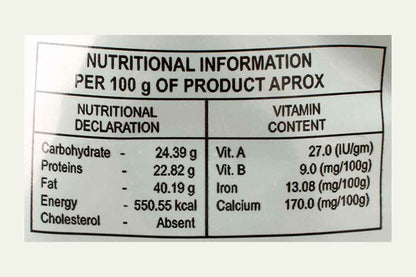 NUTRITIONAL INFORMATION
PER 100 g OF PRODUCT APROX
NUTRITIONAL
DECLARATION
Carbohydrate - 24.39 g
Proteins - 22.82 g
Fat - 40.19 g
Energy - 550.55 kcal
Cholesterol - Absent
VITAMIN
CONTENT
Vit. A 27.0 (IU/gm)
Vit. B 9.0 (mg/100g)
Iron 13.08 (mg/100g)
Calcium 170.0 (mg/100g)